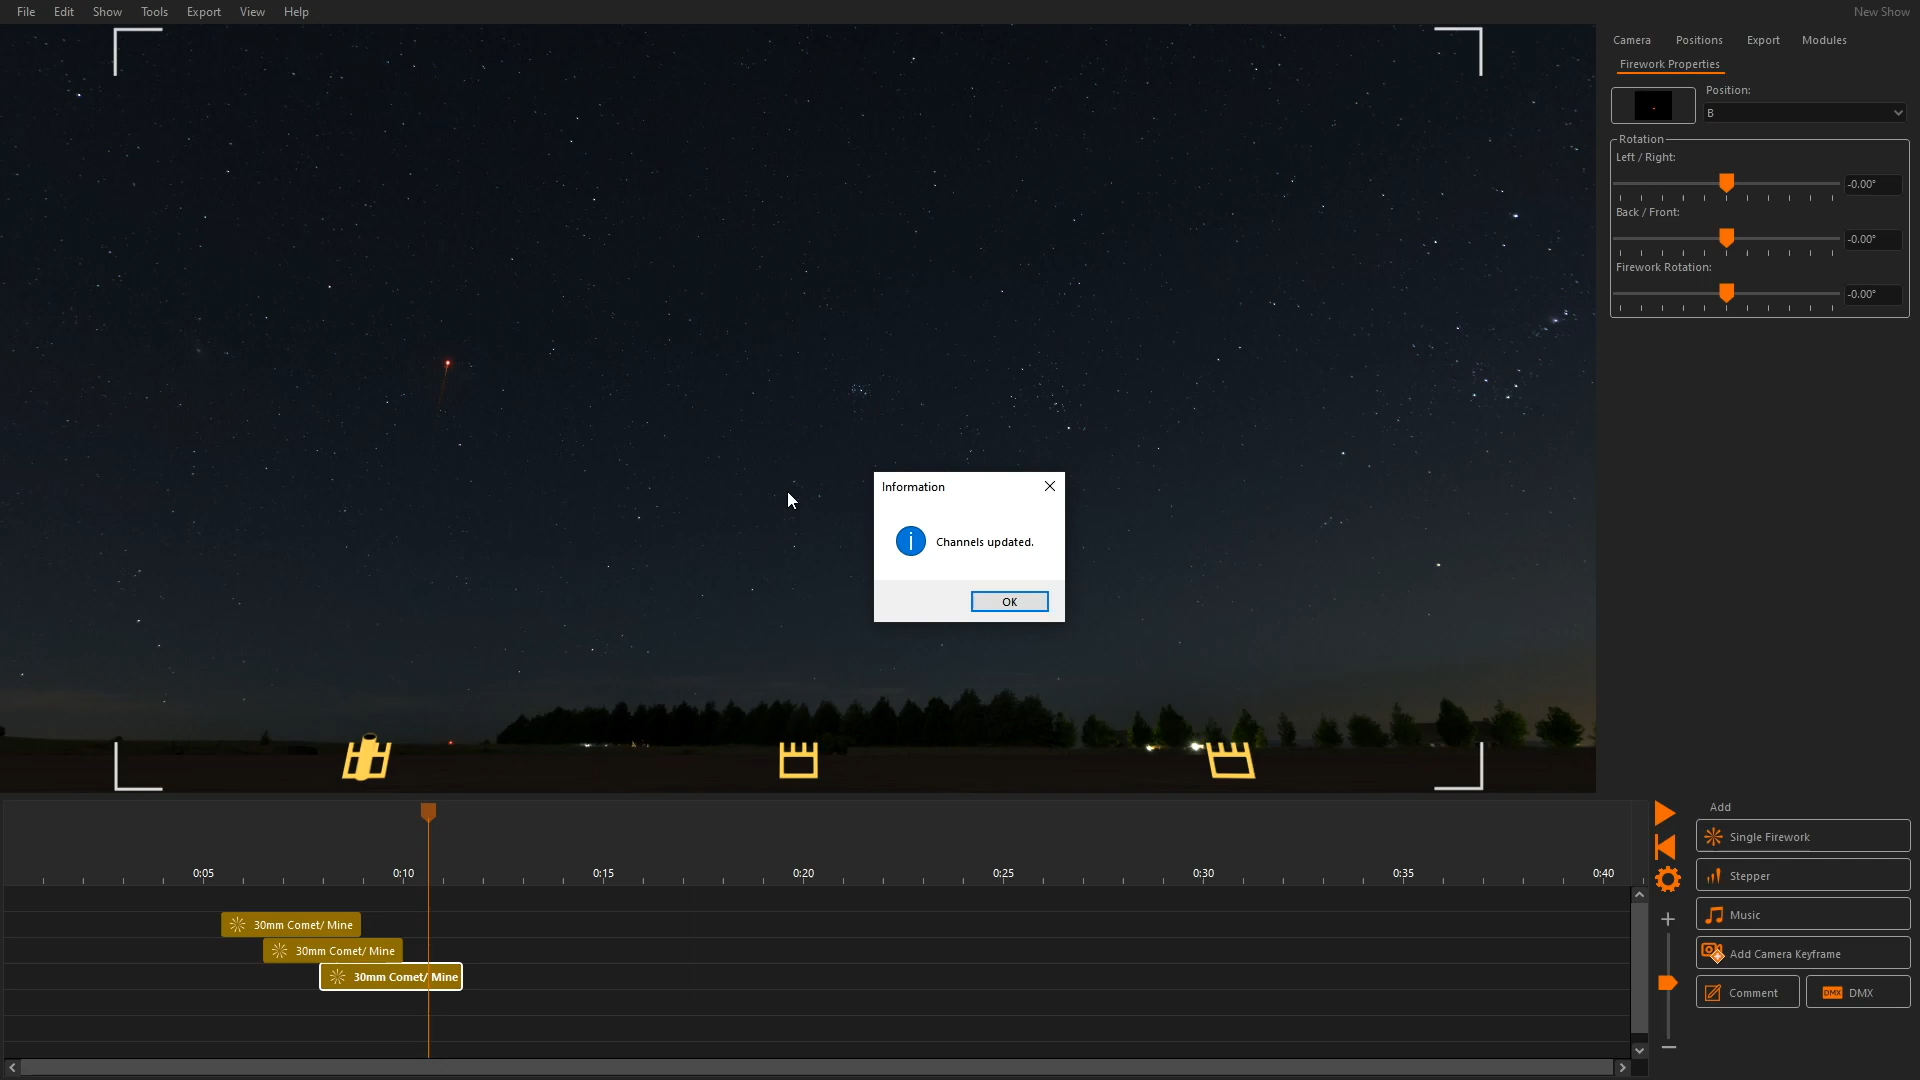 File Edit Show Tools Export View Help New Show
Camera Positions Export Modules
Firework Properties
Position:
B
Rotation
Left / Right:
-0.00°
Back / Front:
-0.00°
Firework Rotation:
-0.00°
Information
Channels updated.
OK
0:05 0:10 0:15 0:20 0:25 0:30 0:35 0:40
30mm Comet/ Mine
30mm Comet/ Mine
30mm Comet/ Mine
Add
Single Firework
Stepper
Music
Add Camera Keyframe
Comment DMX DMX